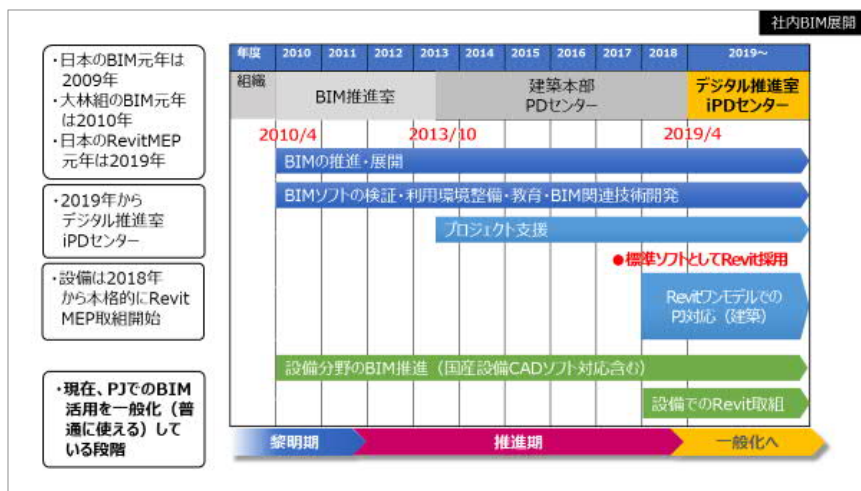 社内BIM展開
・日本のBIM元年は
2009年
・大林組のBIM元年
は2010年
・日本のRevitMEP
元年は2019年
・2019年から
デジタル推進室
iPDセンター
・設備は2018年
から本格的にRevit
MEP取組開始
・現在、PJでのBIM
活用を一般化（普
通に使える）して
いる段階
年度 2010 2011 2012 2013 2014 2015 2016 2017 2018 2019～
組織
BIM推進室
建築本部
PDセンター
デジタル推進室
iPDセンター
2010/4 2013/10 2019/4
BIMの推進・展開
BIMソフトの検証・利用環境整備・教育・BIM関連技術開発
プロジェクト支援
●標準ソフトとしてRevit採用
Revitワンモデルでの
PJ対応（建築）
設備分野のBIM推進（国産設備CADソフト対応含む）
設備でのRevit取組
黎明期 推進期 一般化へ